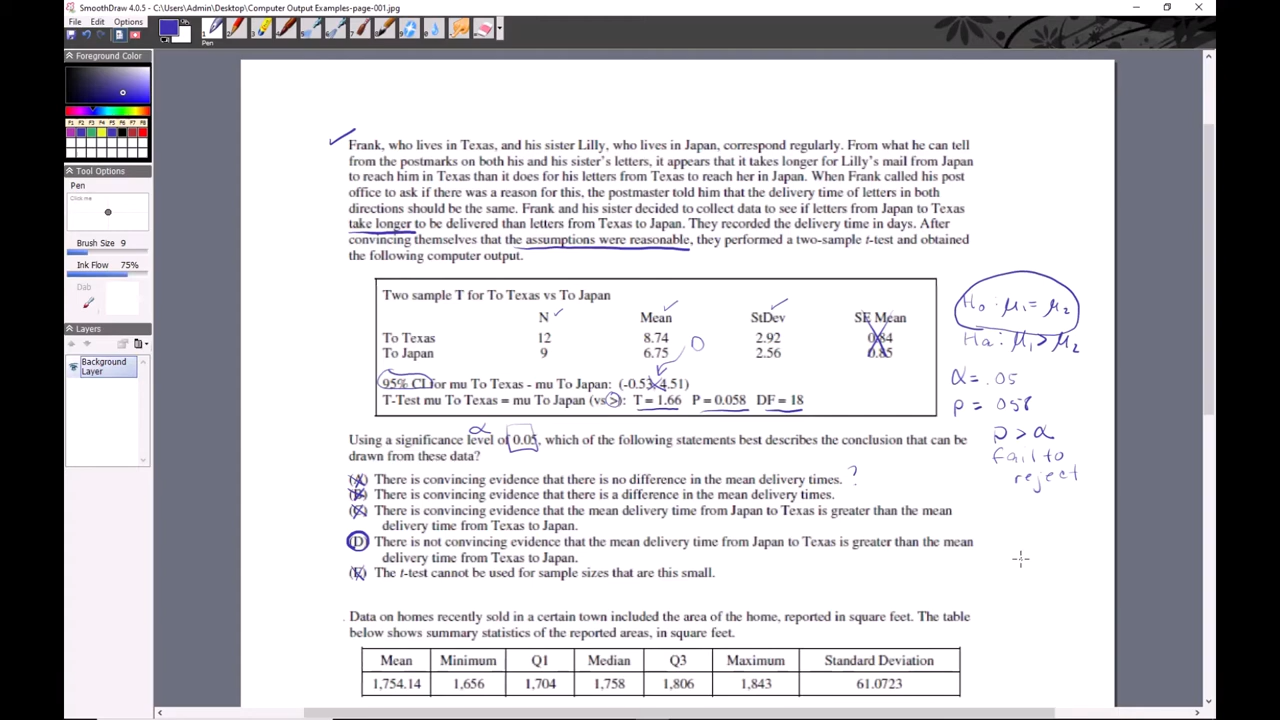 SmoothDraw 4.0.5 - C:\Users\Admin\Desktop\Computer Output Examples-page-001.jpg
File Edit Options
Pen
Foreground Color
F1 F2 F3 F4 F5 F6 F7 F8
Tool Options
Pen
Click me
Brush Size 9
Ink Flow 75%
Dab
Layers
Background Layer
Frank, who lives in Texas, and his sister Lilly, who lives in Japan, correspond regularly. From what he can tell
from the postmarks on both his and his sister's letters, it appears that it takes longer for Lilly's mail from Japan
to reach him in Texas than it does for his letters from Texas to reach her in Japan. When Frank called his post
office to ask if there was a reason for this, the postmaster told him that the delivery time of letters in both
directions should be the same. Frank and his sister decided to collect data to see if letters from Japan to Texas
take longer to be delivered than letters from Texas to Japan. They recorded the delivery time in days. After
convincing themselves that the assumptions were reasonable, they performed a two-sample t-test and obtained
the following computer output.
Two sample T for To Texas vs To Japan
N Mean StDev SE Mean
To Texas 12 8.74 2.92 0.84
To Japan 9 6.75 2.56 0.85
0
95% CI for mu To Texas - mu To Japan: (-0.53, 4.51)
T-Test mu To Texas = mu To Japan (vs >): T = 1.66 P = 0.058 DF = 18
Ho: μ1 = μ2
Ha: μ1 > μ2
α = .05
p = .058
p > α
fail to
reject
α
Using a significance level of 0.05, which of the following statements best describes the conclusion that can be
drawn from these data?
(A) There is convincing evidence that there is no difference in the mean delivery times. ?
(B) There is convincing evidence that there is a difference in the mean delivery times.
(C) There is convincing evidence that the mean delivery time from Japan to Texas is greater than the mean
delivery time from Texas to Japan.
(D) There is not convincing evidence that the mean delivery time from Japan to Texas is greater than the mean
delivery time from Texas to Japan.
(E) The t-test cannot be used for sample sizes that are this small.
Data on homes recently sold in a certain town included the area of the home, reported in square feet. The table
below shows summary statistics of the reported areas, in square feet.
Mean Minimum Q1 Median Q3 Maximum Standard Deviation
1,754.14 1,656 1,704 1,758 1,806 1,843 61.0723